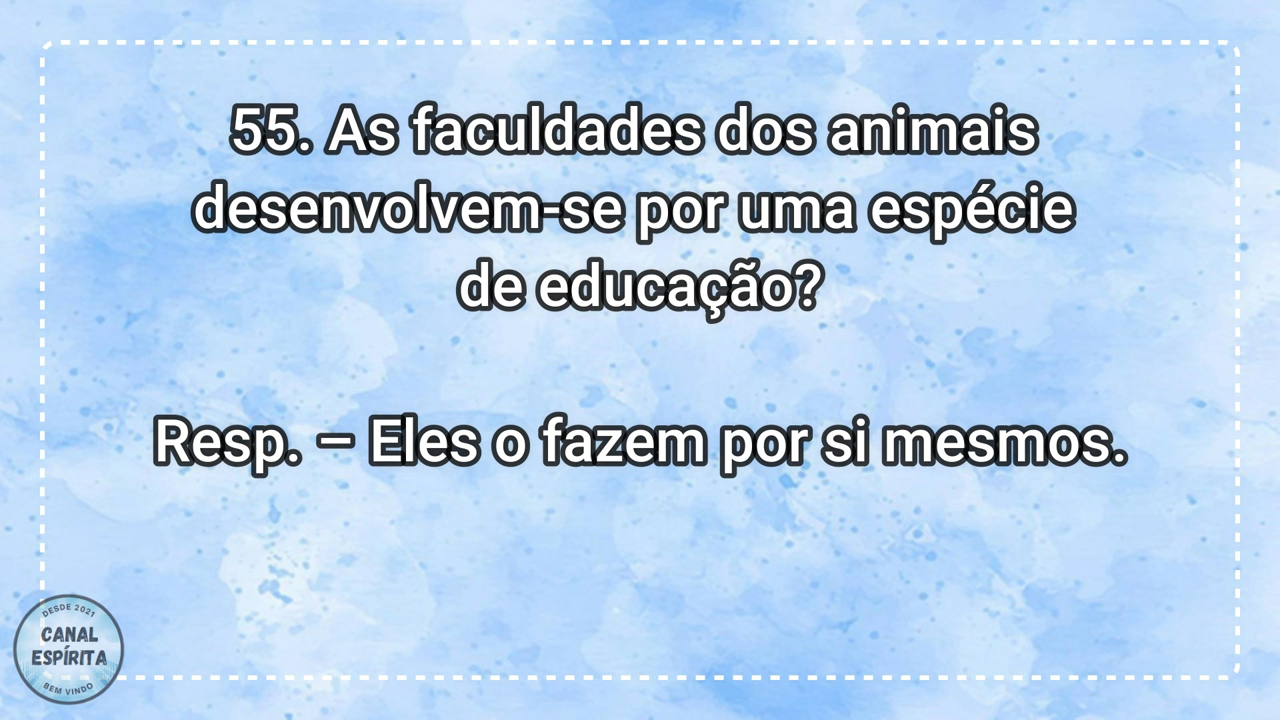 55. As faculdades dos animais
desenvolvem-se por uma espécie
de educação?
Resp. – Eles o fazem por si mesmos.
DESDE 2021
CANAL
ESPÍRITA
BEM VINDO